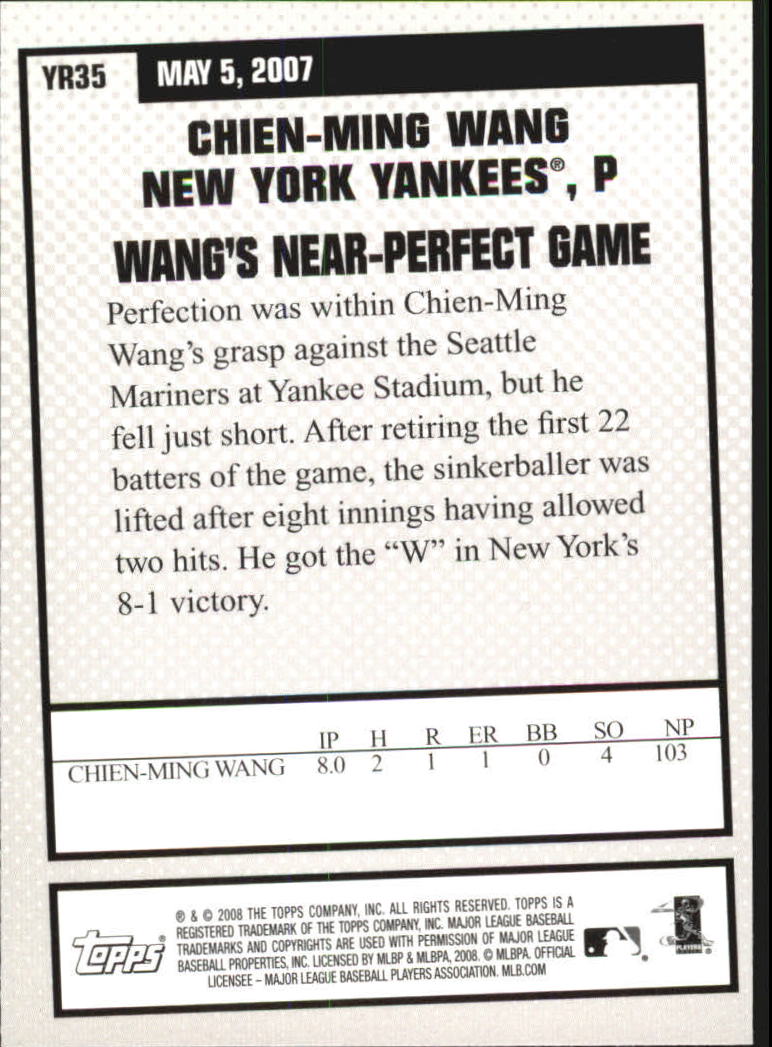 YR35 MAY 5, 2007
CHIEN-MING WANG
NEW YORK YANKEES®, P
WANG'S NEAR-PERFECT GAME
Perfection was within Chien-Ming
Wang's grasp against the Seattle
Mariners at Yankee Stadium, but he
fell just short. After retiring the first 22
batters of the game, the sinkerballer was
lifted after eight innings having allowed
two hits. He got the “W” in New York's
8-1 victory.
IP H R ER BB SO NP
CHIEN-MING WANG 8.0 2 1 1 0 4 103
® & © 2008 THE TOPPS COMPANY, INC. ALL RIGHTS RESERVED. TOPPS IS A
REGISTERED TRADEMARK OF THE TOPPS COMPANY, INC. MAJOR LEAGUE BASEBALL
TRADEMARKS AND COPYRIGHTS ARE USED WITH PERMISSION OF MAJOR LEAGUE
BASEBALL PROPERTIES, INC. LICENSED BY MLBP & MLBPA, 2008. © MLBPA. OFFICIAL
LICENSEE – MAJOR LEAGUE BASEBALL PLAYERS ASSOCIATION. MLB.COM
Topps®
PLAYERS